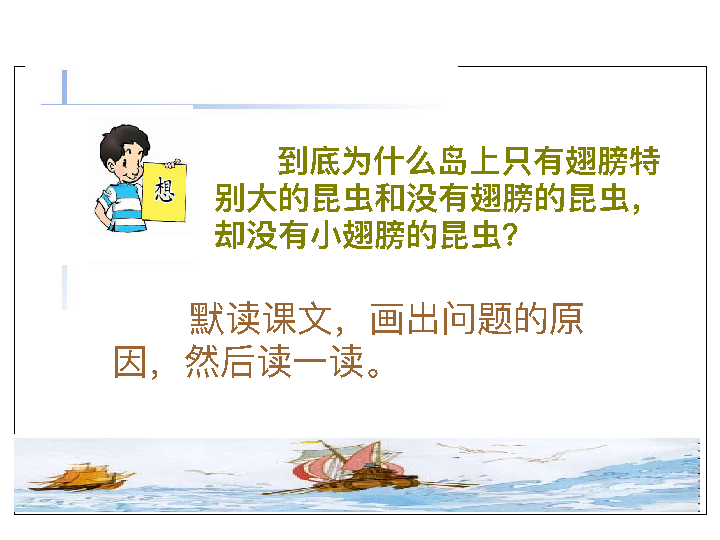 想
到底为什么岛上只有翅膀特
别大的昆虫和没有翅膀的昆虫，
却没有小翅膀的昆虫？
默读课文，画出问题的原
因，然后读一读。